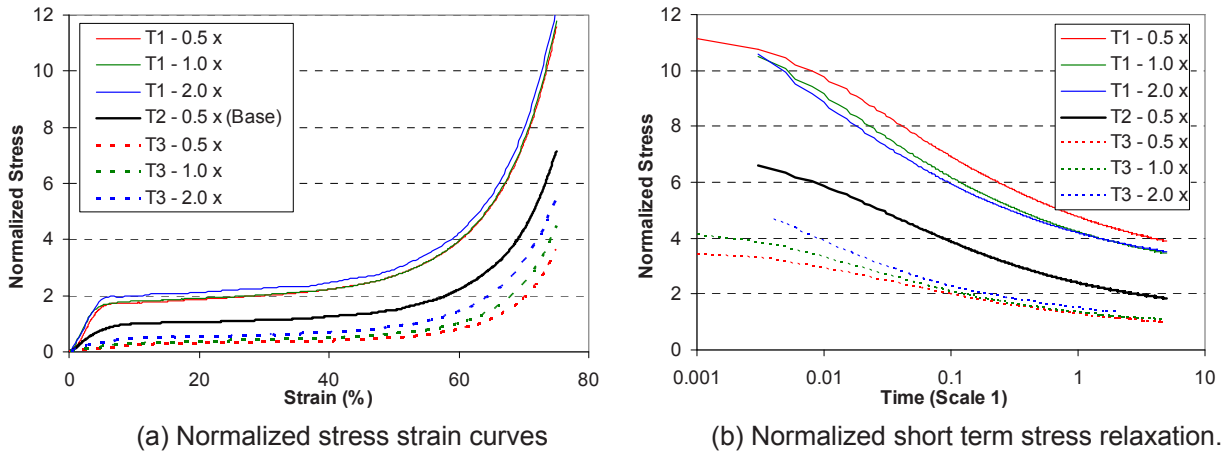 12
10
8
6
4
2
0
Normalized Stress
T1 - 0.5 x
T1 - 1.0 x
T1 - 2.0 x
T2 - 0.5 x (Base)
T3 - 0.5 x
T3 - 1.0 x
T3 - 2.0 x
0 20 40 60 80
Strain (%)
(a) Normalized stress strain curves
12
10
8
6
4
2
0
Normalized Stress
T1 - 0.5 x
T1 - 1.0 x
T1 - 2.0 x
T2 - 0.5 x
T3 - 0.5 x
T3 - 1.0 x
T3 - 2.0 x
0.001 0.01 0.1 1 10
Time (Scale 1)
(b) Normalized short term stress relaxation.